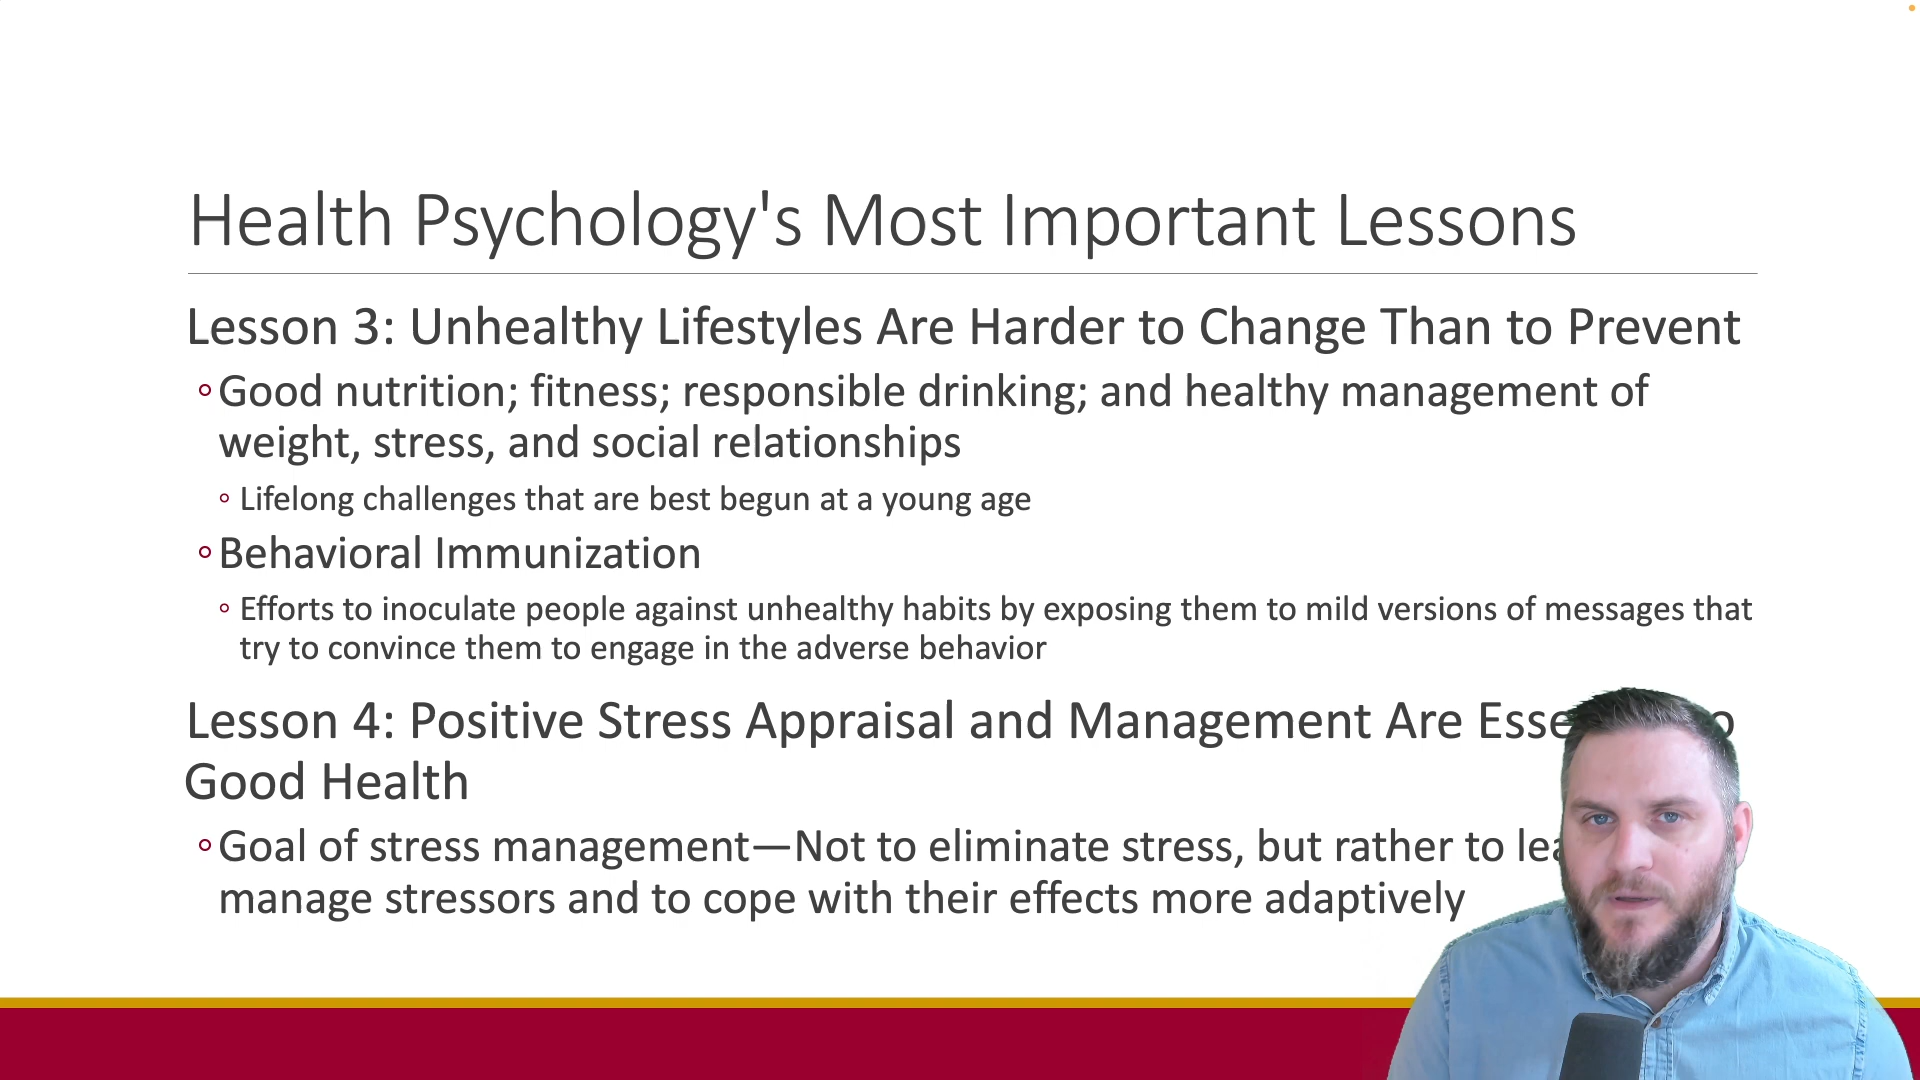 Health Psychology's Most Important Lessons
Lesson 3: Unhealthy Lifestyles Are Harder to Change Than to Prevent
Good nutrition; fitness; responsible drinking; and healthy management of
weight, stress, and social relationships
Lifelong challenges that are best begun at a young age
Behavioral Immunization
Efforts to inoculate people against unhealthy habits by exposing them to mild versions of messages that
try to convince them to engage in the adverse behavior
Lesson 4: Positive Stress Appraisal and Management Are
Good Health
Goal of stress management—Not to eliminate stress, but rather to
manage stressors and to cope with their effects more adaptively